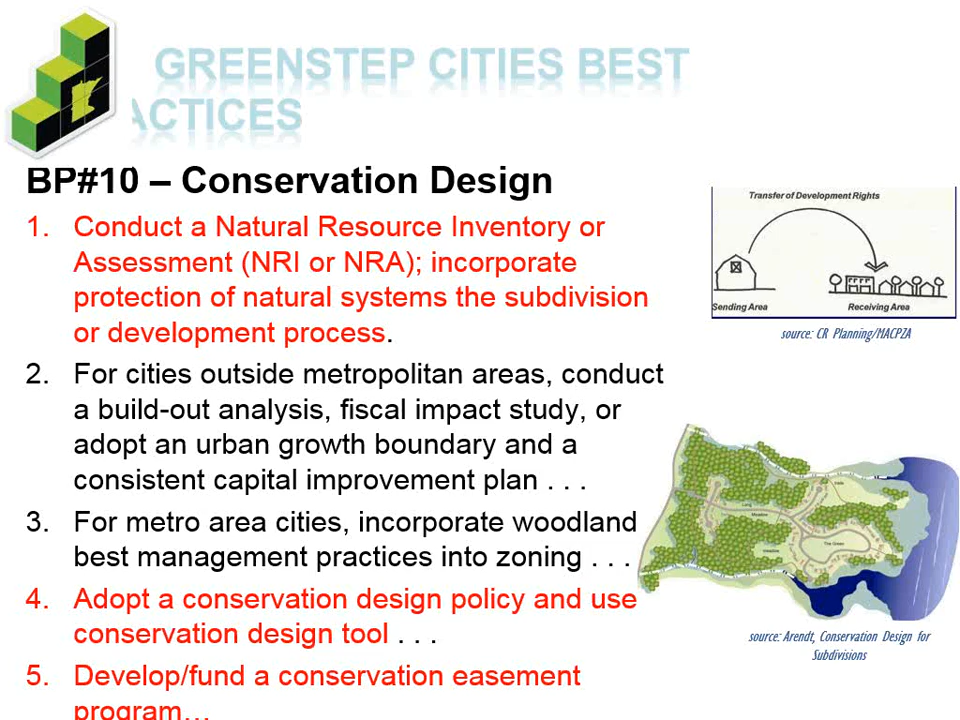 GREENSTEP CITIES BEST
ACTICES
BP#10 – Conservation Design
1. Conduct a Natural Resource Inventory or
Assessment (NRI or NRA); incorporate
protection of natural systems the subdivision
or development process.
2. For cities outside metropolitan areas, conduct
a build-out analysis, fiscal impact study, or
adopt an urban growth boundary and a
consistent capital improvement plan . . .
3. For metro area cities, incorporate woodland
best management practices into zoning . . .
4. Adopt a conservation design policy and use
conservation design tool . . .
5. Develop/fund a conservation easement
program…
Transfer of Development Rights
Sending Area
Receiving Area
source: CR Planning/MACPZA
Long
Meadow
The Green
meadow
source: Arendt, Conservation Design for
Subdivisions